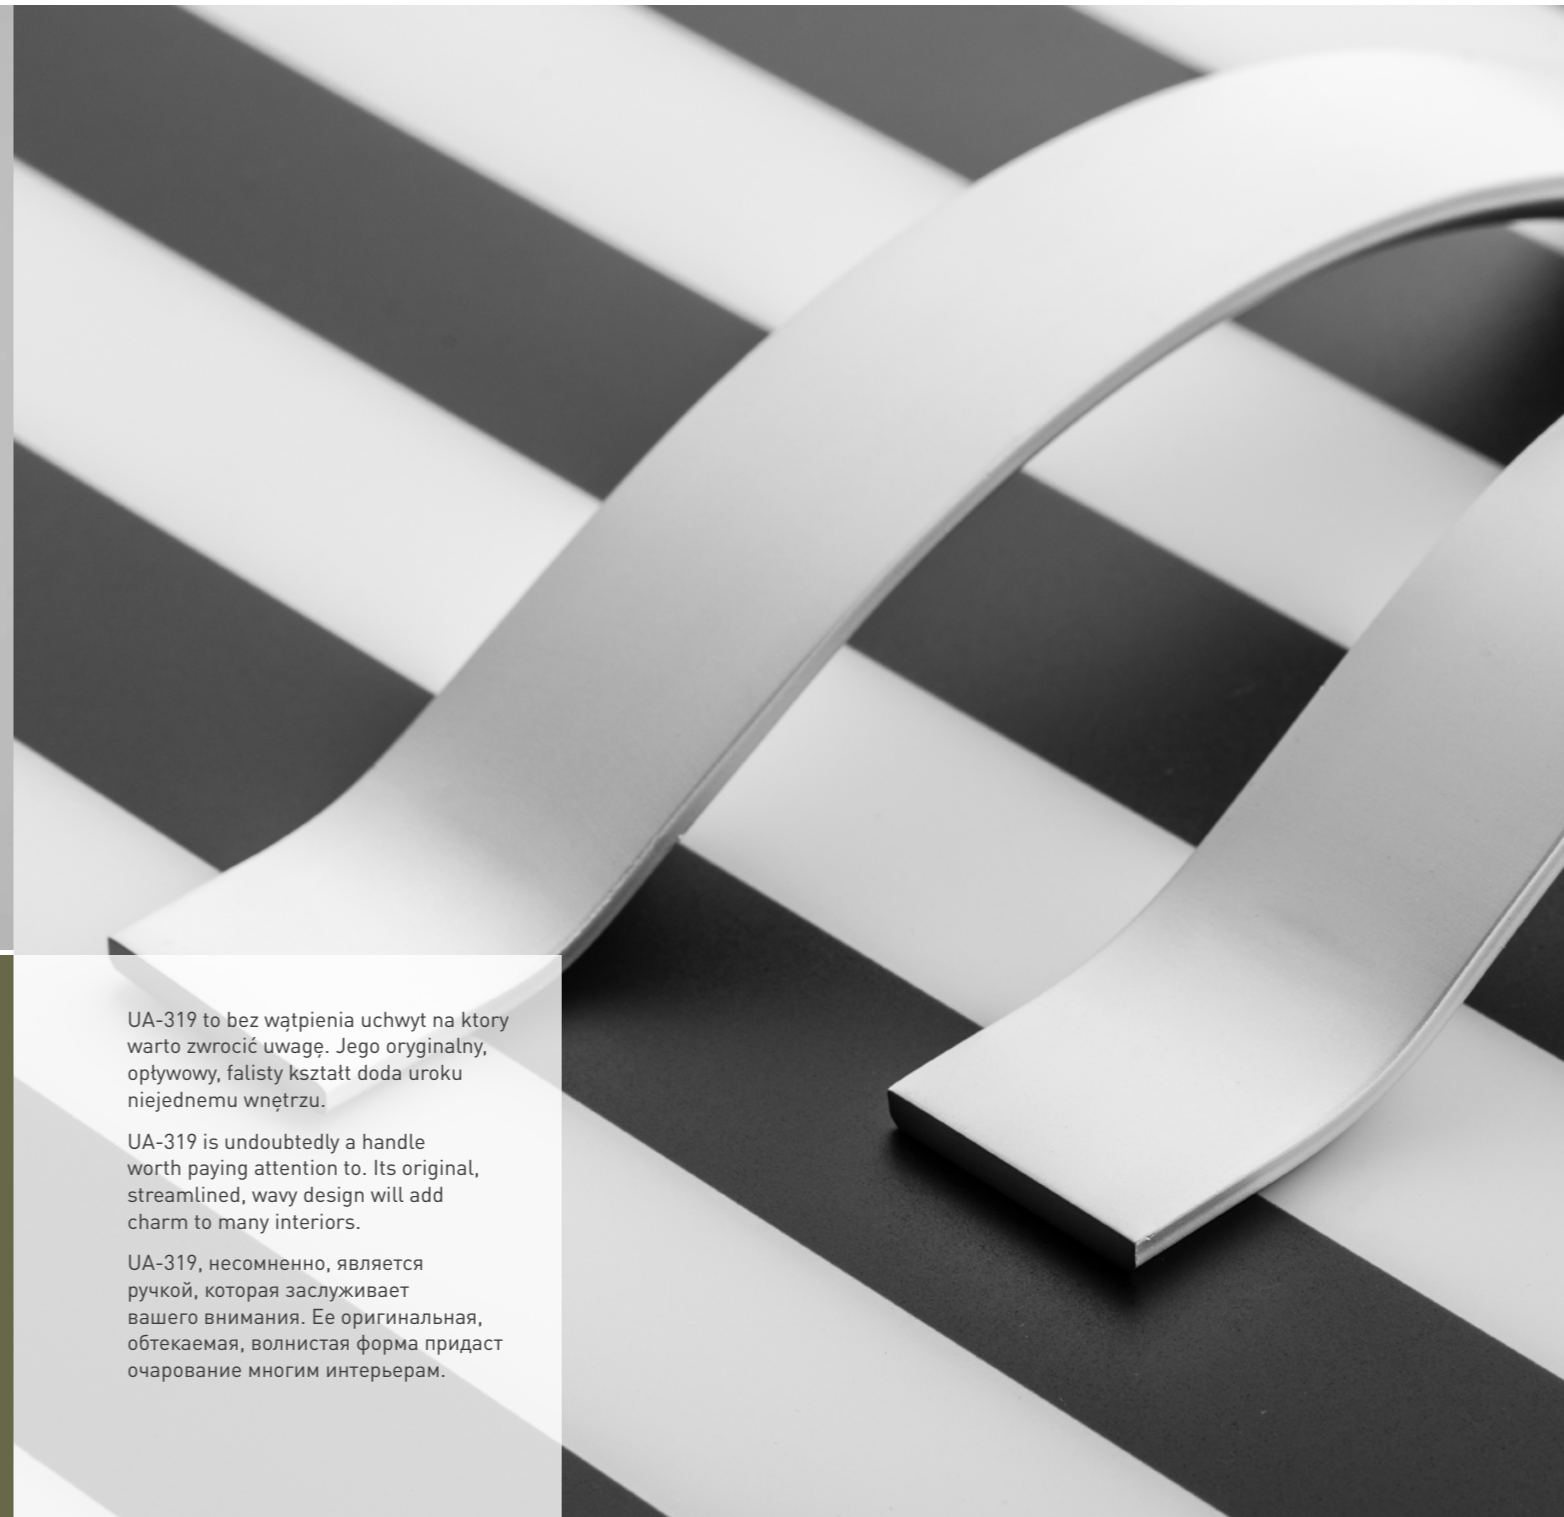 UA-319 to bez wątpienia uchwyt na ktory
warto zwrocić uwagę. Jego oryginalny,
opływowy, falisty kształt doda uroku
niejednemu wnętrzu.
UA-319 is undoubtedly a handle
worth paying attention to. Its original,
streamlined, wavy design will add
charm to many interiors.
UA-319, несомненно, является
ручкой, которая заслуживает
вашего внимания. Ее оригинальная,
обтекаемая, волнистая форма придаст
очарование многим интерьерам.